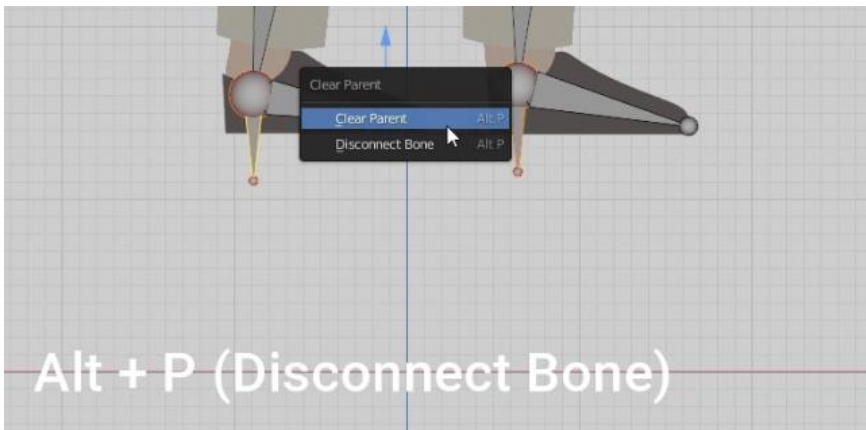 Clear Parent
Clear Parent Alt P
Disconnect Bone Alt P
Alt + P (Disconnect Bone)